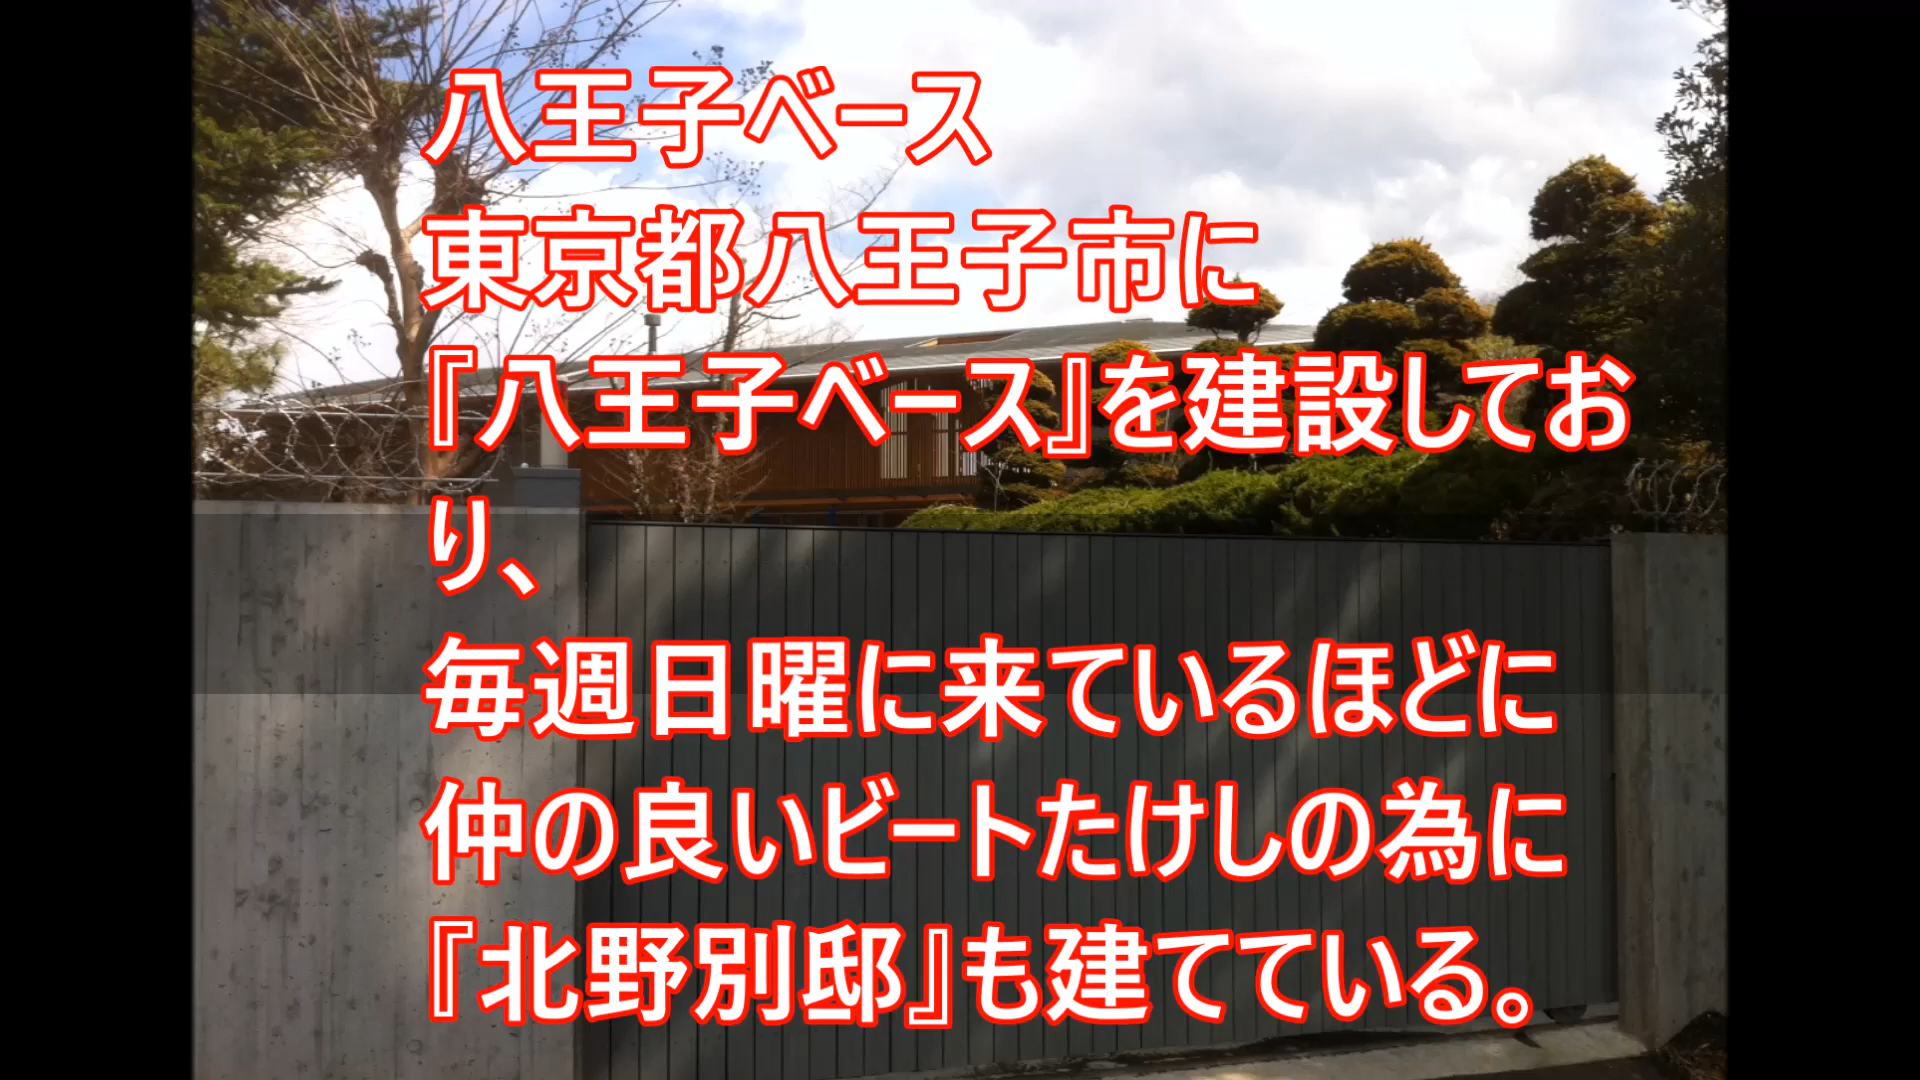 八王子ベース
東京都八王子市に
『八王子ベース』を建設してお
り、
毎週日曜に来ているほどに
仲の良いビートたけしの為に
『北野別邸』も建てている。